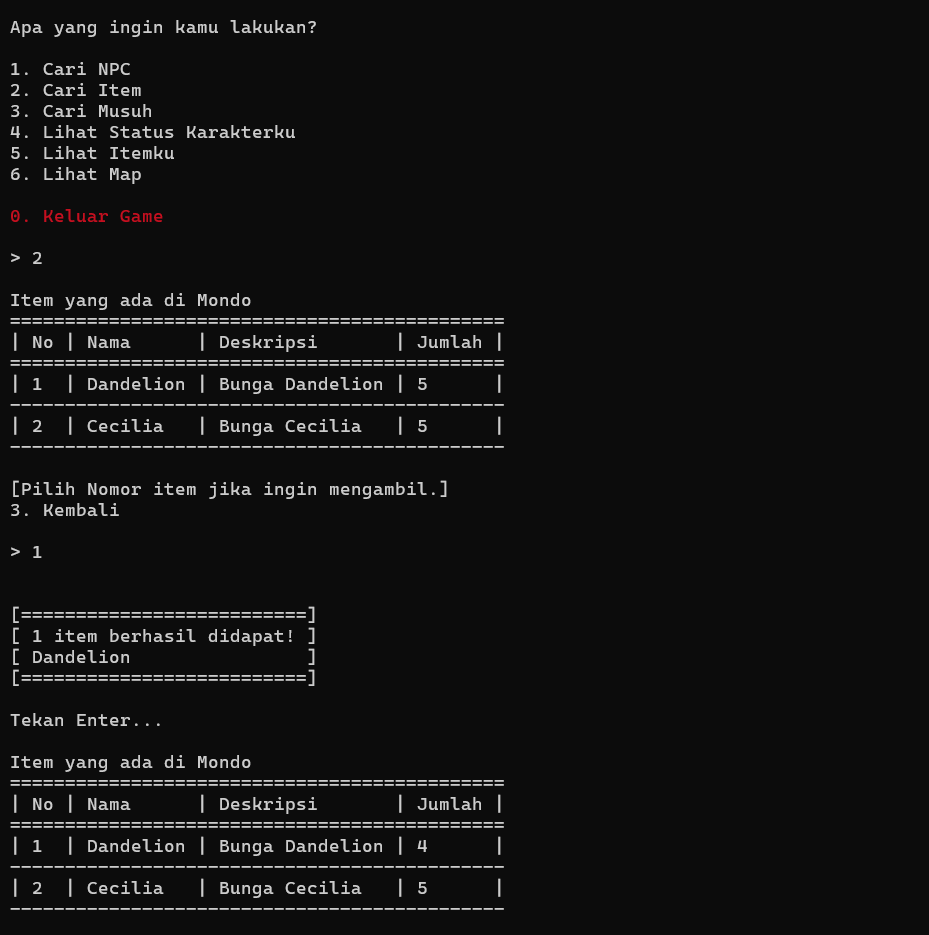 Apa yang ingin kamu lakukan?
1. Cari NPC
2. Cari Item
3. Cari Musuh
4. Lihat Status Karakterku
5. Lihat Itemku
6. Lihat Map
0. Keluar Game
> 2
Item yang ada di Mondo
=============================================
| No | Nama      | Deskripsi       | Jumlah |
=============================================
| 1  | Dandelion | Bunga Dandelion | 5      |
---------------------------------------------
| 2  | Cecilia   | Bunga Cecilia   | 5      |
---------------------------------------------
[Pilih Nomor item jika ingin mengambil.]
3. Kembali
> 1
[==========================]
[ 1 item berhasil didapat! ]
[ Dandelion                ]
[==========================]
Tekan Enter...
Item yang ada di Mondo
=============================================
| No | Nama      | Deskripsi       | Jumlah |
=============================================
| 1  | Dandelion | Bunga Dandelion | 4      |
---------------------------------------------
| 2  | Cecilia   | Bunga Cecilia   | 5      |
---------------------------------------------